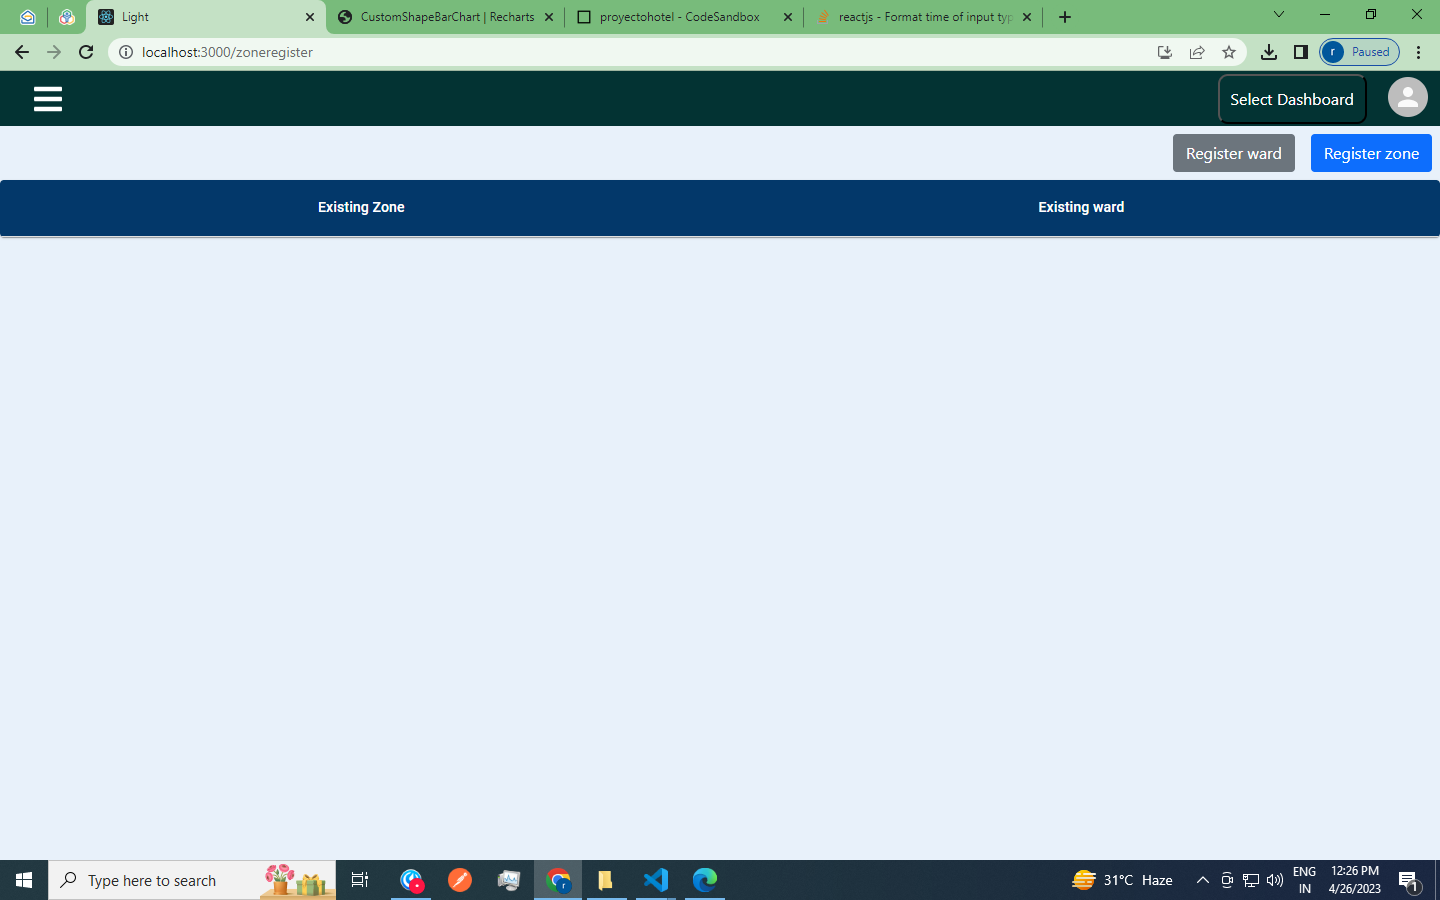 Light
CustomShapeBarChart | Recharts
proyectohotel - CodeSandbox
reactjs - Format time of input typ
localhost:3000/zoneregister
r Paused
Select Dashboard
Register ward Register zone
Existing Zone Existing ward
Type here to search
31°C Haze
ENG
IN
12:26 PM
4/26/2023
1